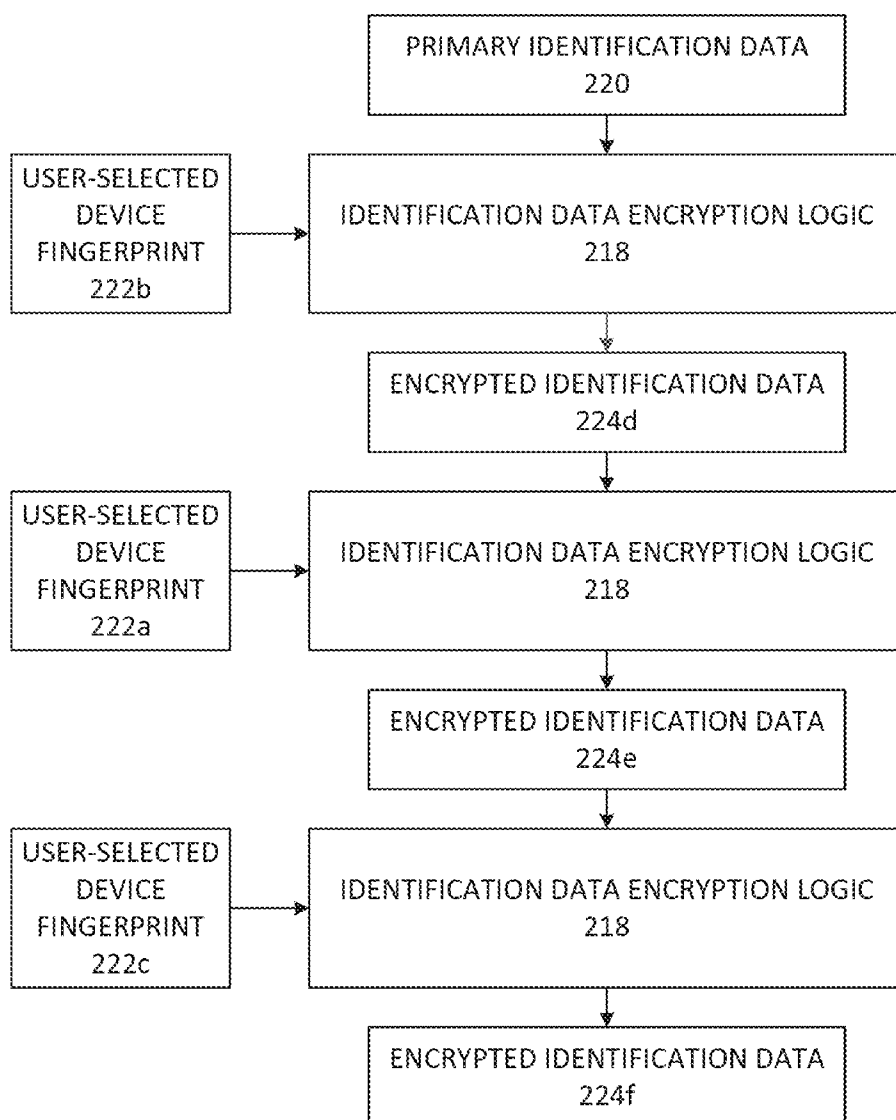 PRIMARY IDENTIFICATION DATA
220
USER-SELECTED
DEVICE
FINGERPRINT
222b
IDENTIFICATION DATA ENCRYPTION LOGIC
218
ENCRYPTED IDENTIFICATION DATA
224d
USER-SELECTED
DEVICE
FINGERPRINT
222a
IDENTIFICATION DATA ENCRYPTION LOGIC
218
ENCRYPTED IDENTIFICATION DATA
224e
USER-SELECTED
DEVICE
FINGERPRINT
222c
IDENTIFICATION DATA ENCRYPTION LOGIC
218
ENCRYPTED IDENTIFICATION DATA
224f